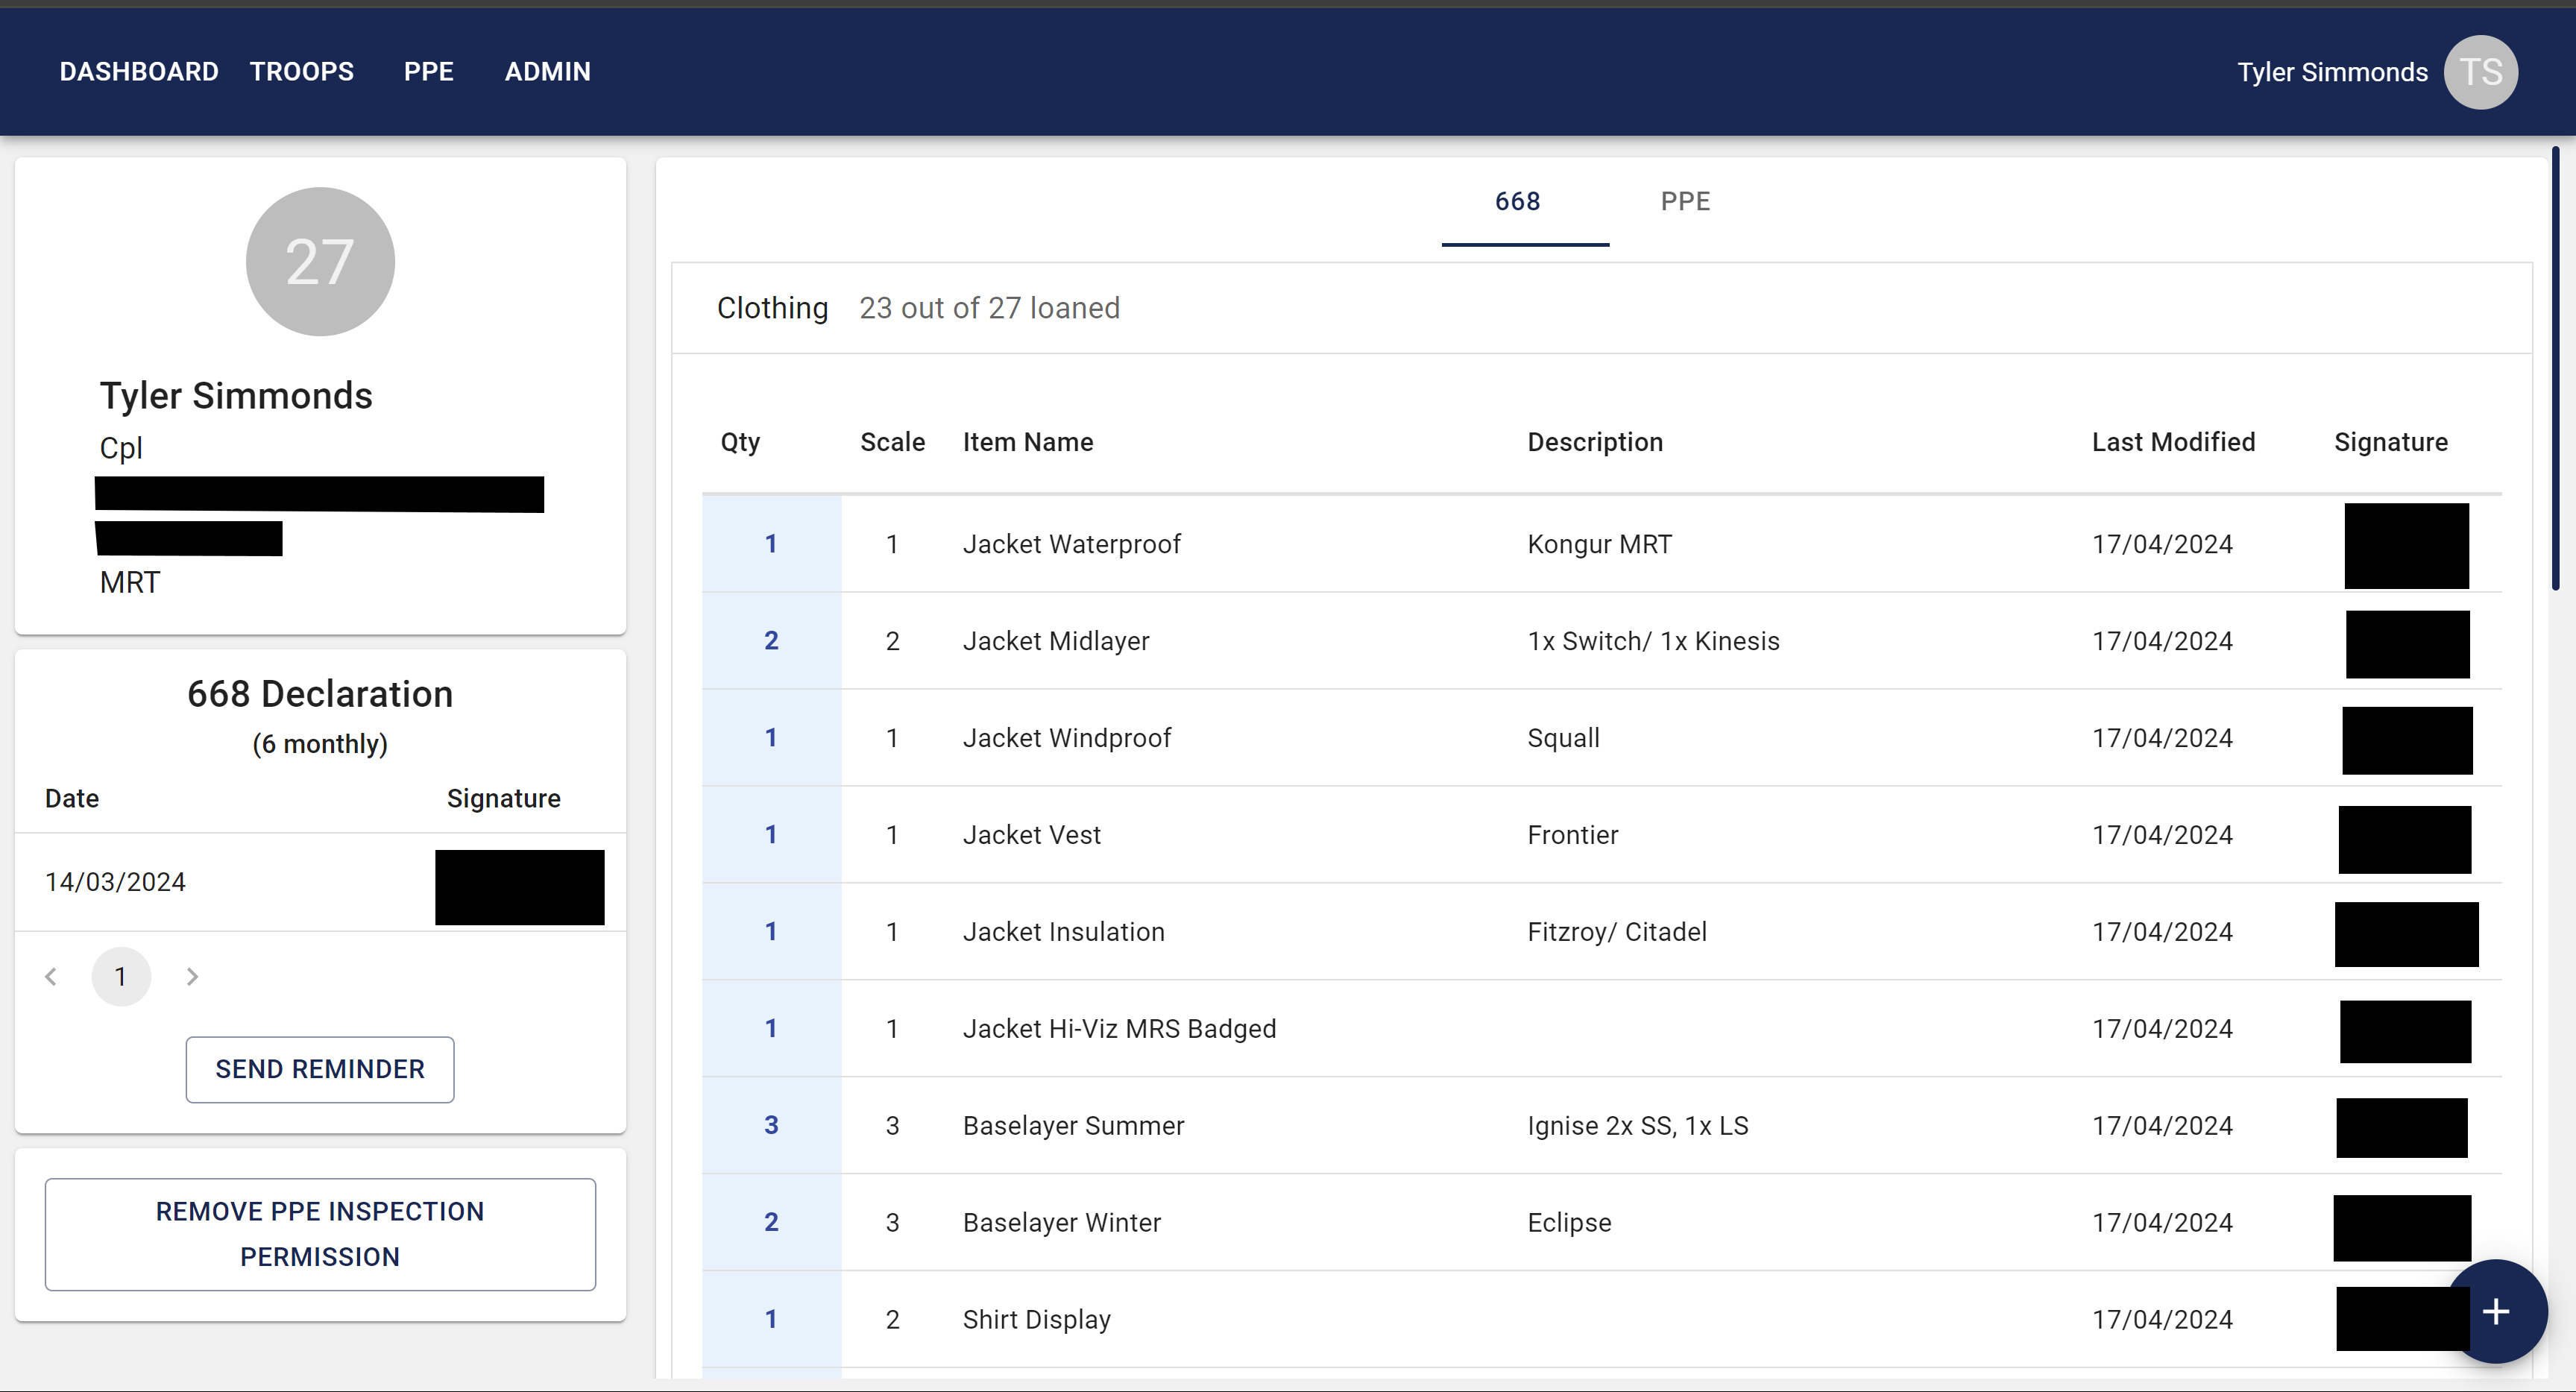 DASHBOARD TROOPS PPE ADMIN
Tyler Simmonds TS
27
Tyler Simmonds
Cpl
MRT
668 Declaration
(6 monthly)
Date Signature
14/03/2024
1
SEND REMINDER
REMOVE PPE INSPECTION
PERMISSION
668 PPE
Clothing 23 out of 27 loaned
Qty Scale Item Name Description Last Modified Signature
1 1 Jacket Waterproof Kongur MRT 17/04/2024
2 2 Jacket Midlayer 1x Switch/ 1x Kinesis 17/04/2024
1 1 Jacket Windproof Squall 17/04/2024
1 1 Jacket Vest Frontier 17/04/2024
1 1 Jacket Insulation Fitzroy/ Citadel 17/04/2024
1 1 Jacket Hi-Viz MRS Badged 17/04/2024
3 3 Baselayer Summer Ignise 2x SS, 1x LS 17/04/2024
2 3 Baselayer Winter Eclipse 17/04/2024
1 2 Shirt Display 17/04/2024
+